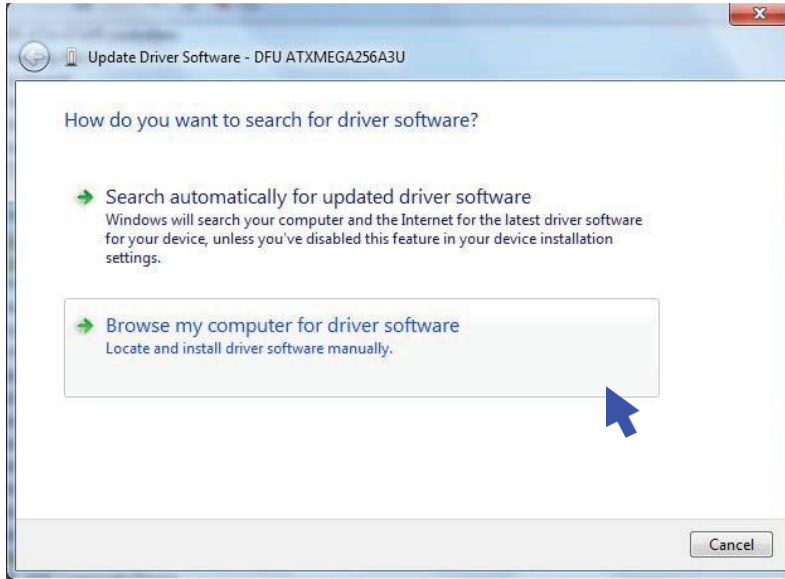 Update Driver Software - DFU ATXMEGA256A3U
How do you want to search for driver software?
Search automatically for updated driver software
Windows will search your computer and the Internet for the latest driver software
for your device, unless you've disabled this feature in your device installation
settings.
Browse my computer for driver software
Locate and install driver software manually.
Cancel